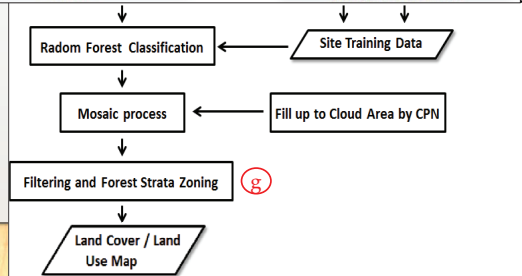 Radom Forest Classification
Site Training Data
Mosaic process
Fill up to Cloud Area by CPN
Filtering and Forest Strata Zoning
g
Land Cover / Land
Use Map